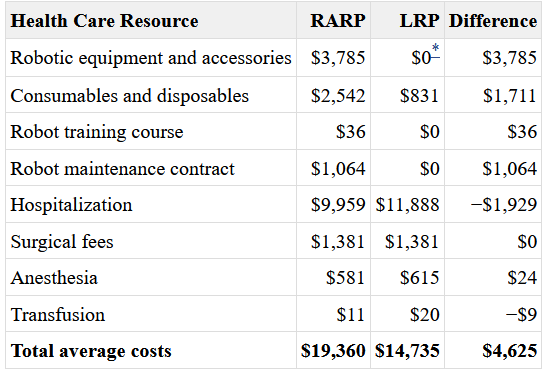 Health Care Resource RARP LRP Difference
Robotic equipment and accessories $3,785 $0* $3,785
Consumables and disposables $2,542 $831 $1,711
Robot training course $36 $0 $36
Robot maintenance contract $1,064 $0 $1,064
Hospitalization $9,959 $11,888 −$1,929
Surgical fees $1,381 $1,381 $0
Anesthesia $581 $615 $24
Transfusion $11 $20 −$9
Total average costs $19,360 $14,735 $4,625